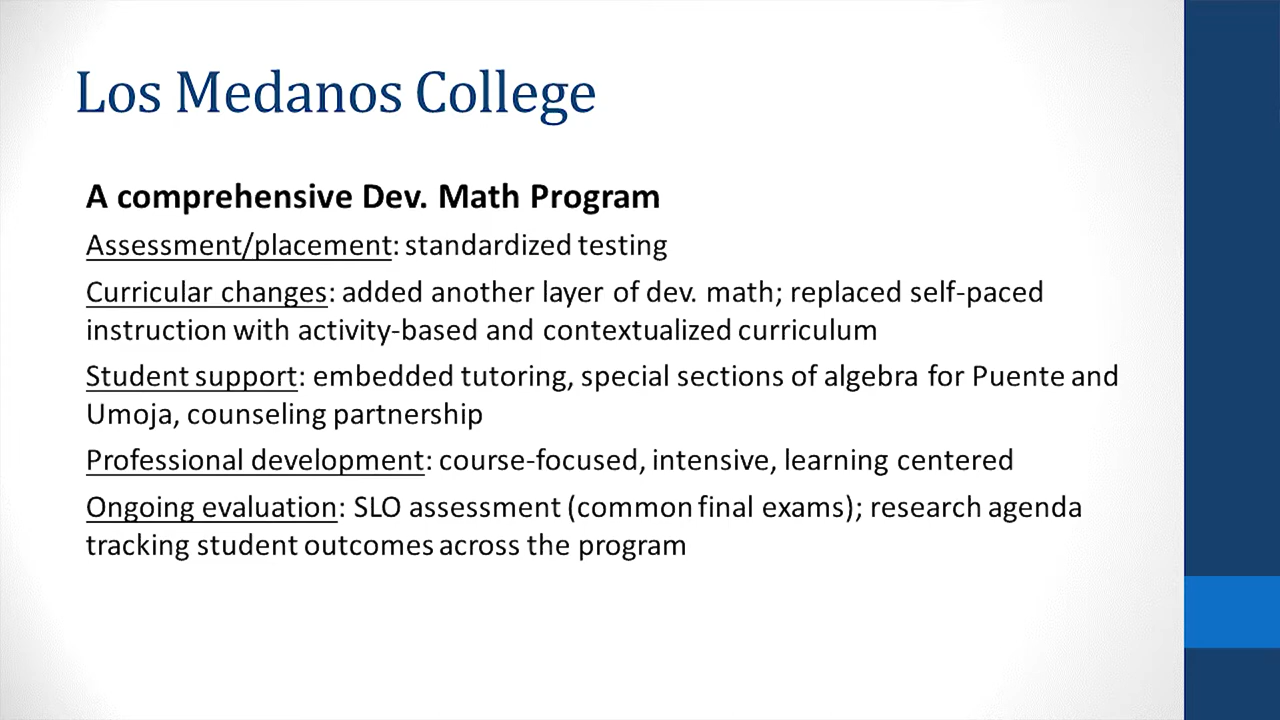 Los Medanos College
A comprehensive Dev. Math Program
Assessment/placement: standardized testing
Curricular changes: added another layer of dev. math; replaced self-paced
instruction with activity-based and contextualized curriculum
Student support: embedded tutoring, special sections of algebra for Puente and
Umoja, counseling partnership
Professional development: course-focused, intensive, learning centered
Ongoing evaluation: SLO assessment (common final exams); research agenda
tracking student outcomes across the program